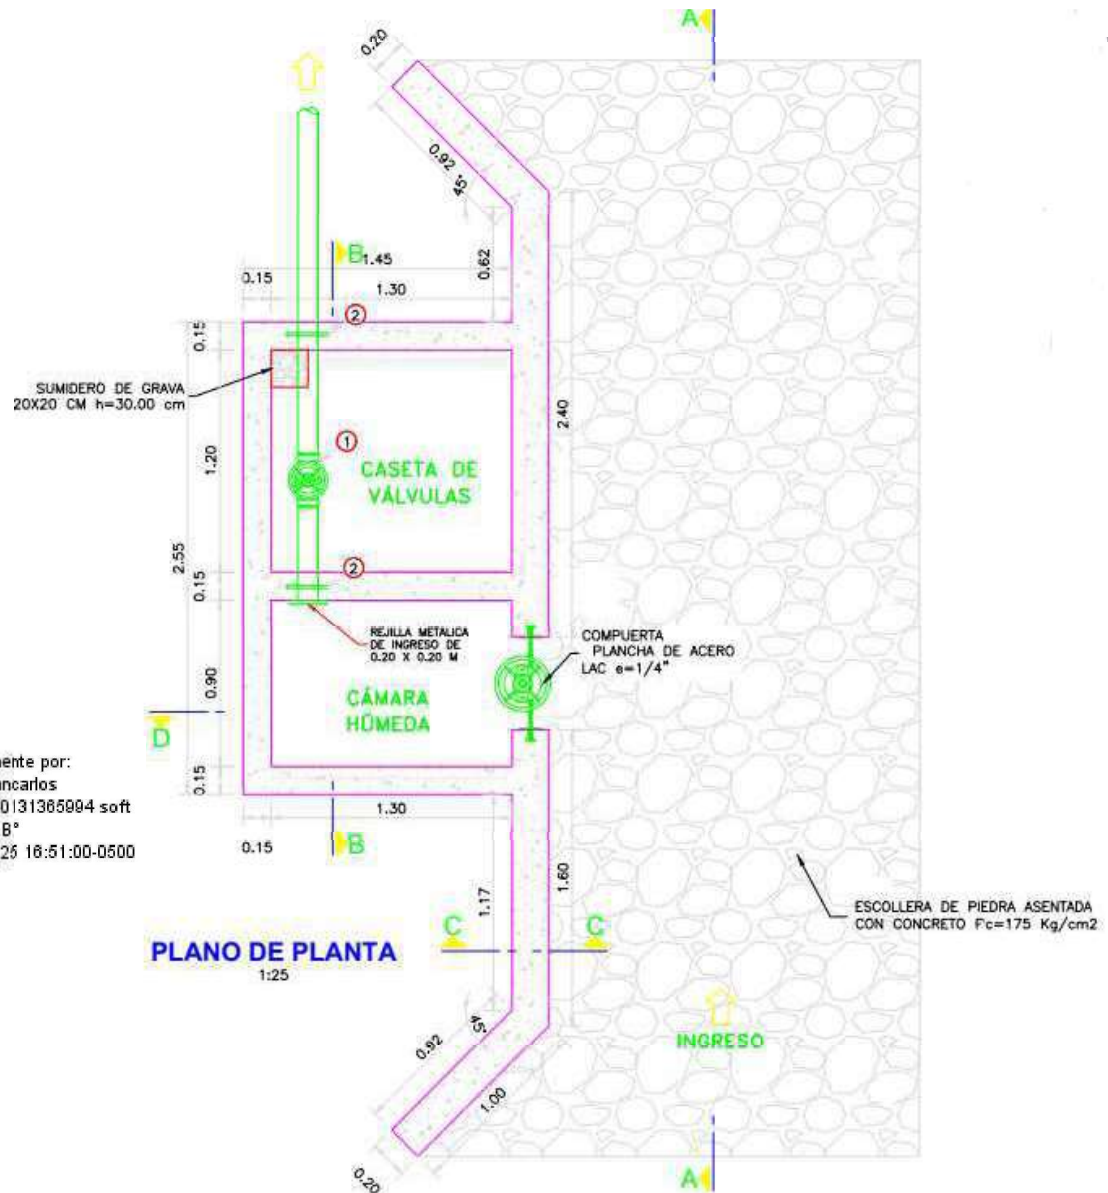 A
0.20
0.92
45°
B
1.45
0.15
1.30
0.62
2
0.15
SUMIDERO DE GRAVA
20X20 CM h=30.00 cm
2.40
1
1.20
CASETA DE
VÁLVULAS
2.55
2
0.15
REJILLA METALICA
DE INGRESO DE
0.20 X 0.20 M
COMPUERTA
PLANCHA DE ACERO
LAC e=1/4"
0.90
CÁMARA
HÚMEDA
D
ente por:
ncarlos
0131365994 soft
B°
25 16:51:00-0500
0.15
1.30
0.15
B
1.60
1.17
ESCOLLERA DE PIEDRA ASENTADA
CON CONCRETO F'c=175 Kg/cm2
C
C
PLANO DE PLANTA
1:25
45°
0.92
INGRESO
1.00
0.20
A